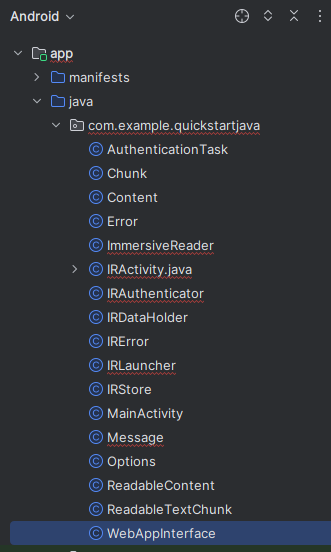 Android
app
manifests
java
com.example.quickstartjava
AuthenticationTask
Chunk
Content
Error
ImmersiveReader
IRActivity.java
IRAuthenticator
IRDataHolder
IRError
IRLauncher
IRStore
MainActivity
Message
Options
ReadableContent
ReadableTextChunk
WebAppInterface